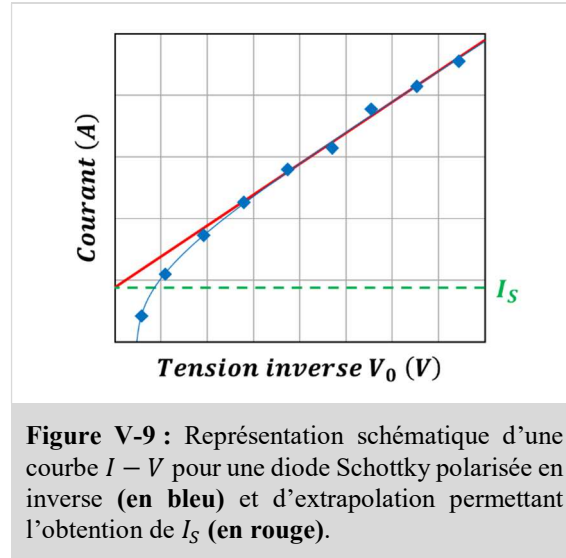 Courant (A)
I_S
Tension inverse V_0 (V)
Figure V-9 : Représentation schématique d'une
courbe I − V pour une diode Schottky polarisée en
inverse (en bleu) et d'extrapolation permettant
l'obtention de I_S (en rouge).